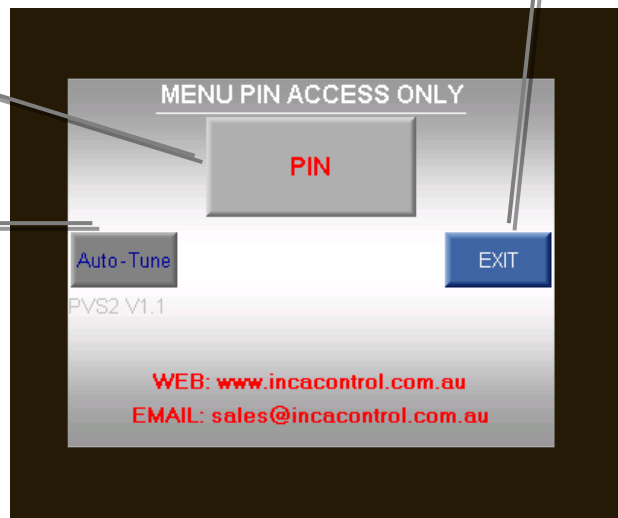 MENU PIN ACCESS ONLY
PIN
Auto-Tune
EXIT
PVS2 V1.1
WEB: www.incacontrol.com.au
EMAIL: sales@incacontrol.com.au